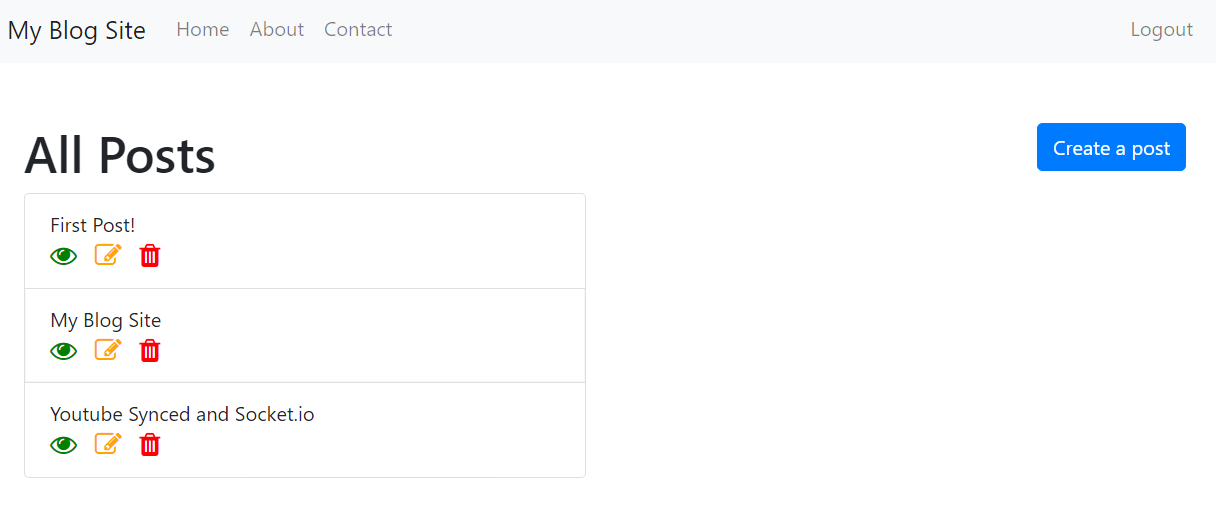 My Blog Site Home About Contact Logout
All Posts
Create a post
First Post!
My Blog Site
Youtube Synced and Socket.io